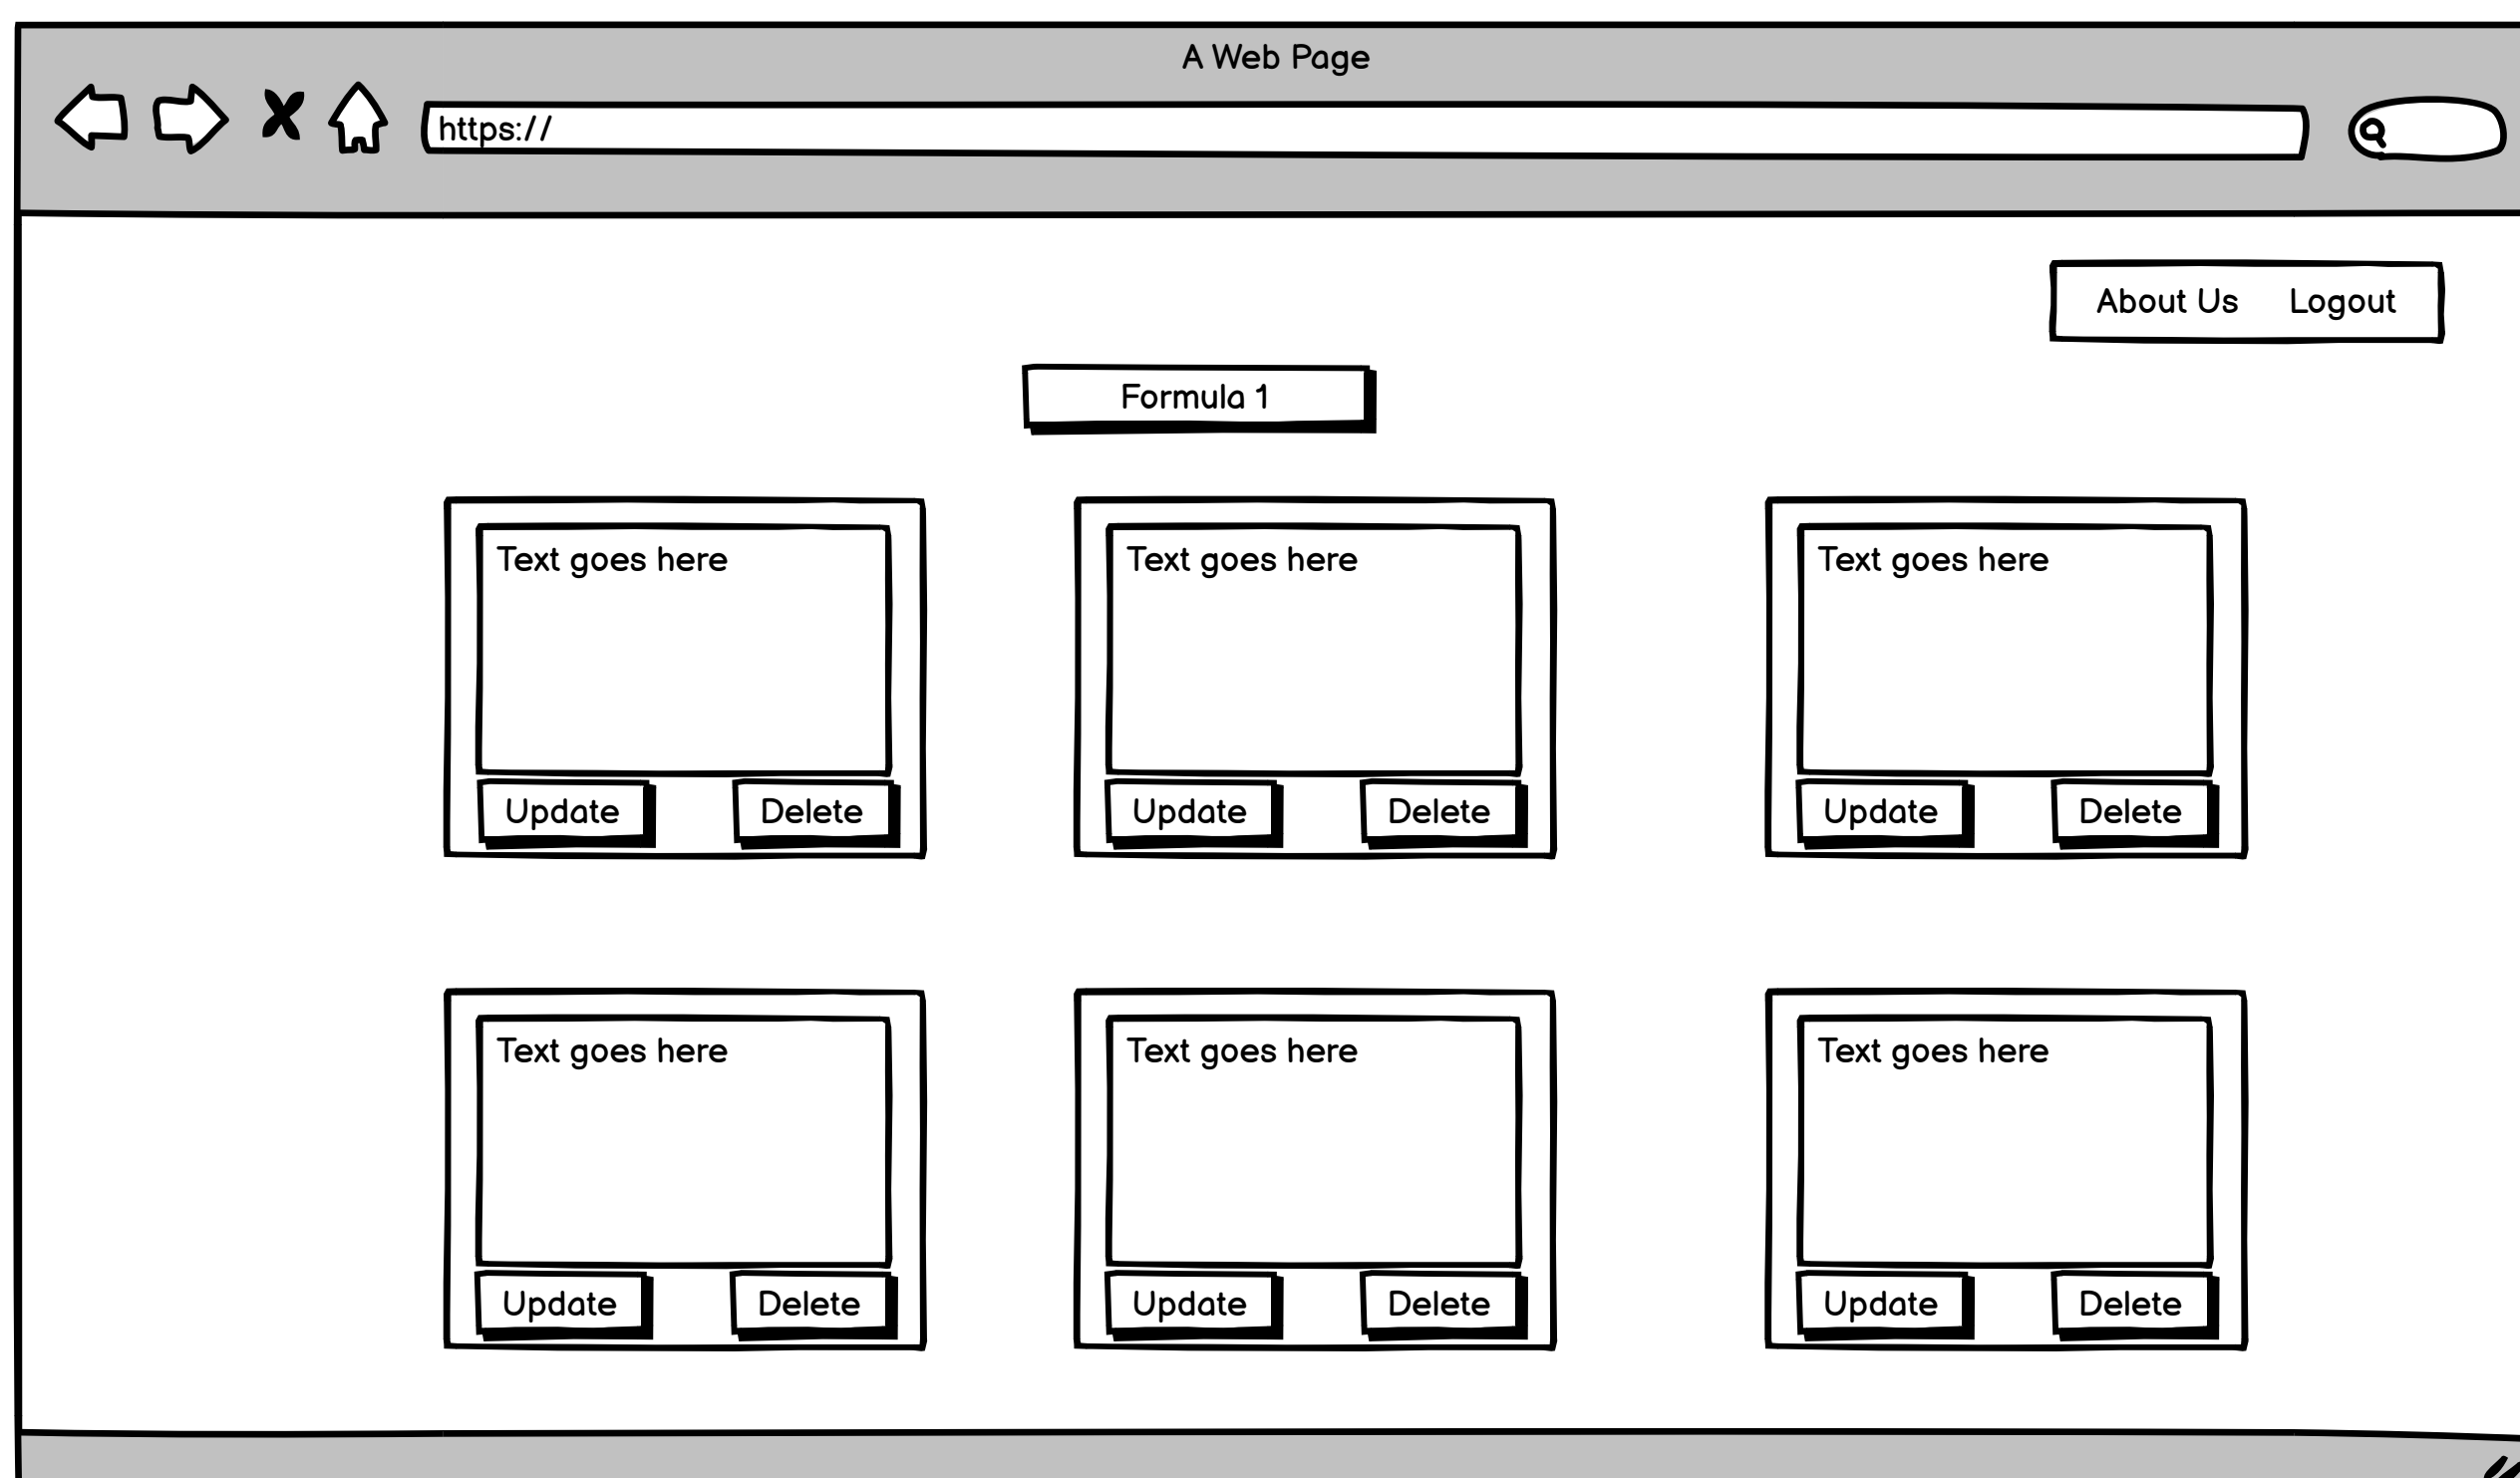 A Web Page
https://
About Us Logout
Formula 1
Text goes here Text goes here Text goes here
Update Delete Update Delete Update Delete
Text goes here Text goes here Text goes here
Update Delete Update Delete Update Delete